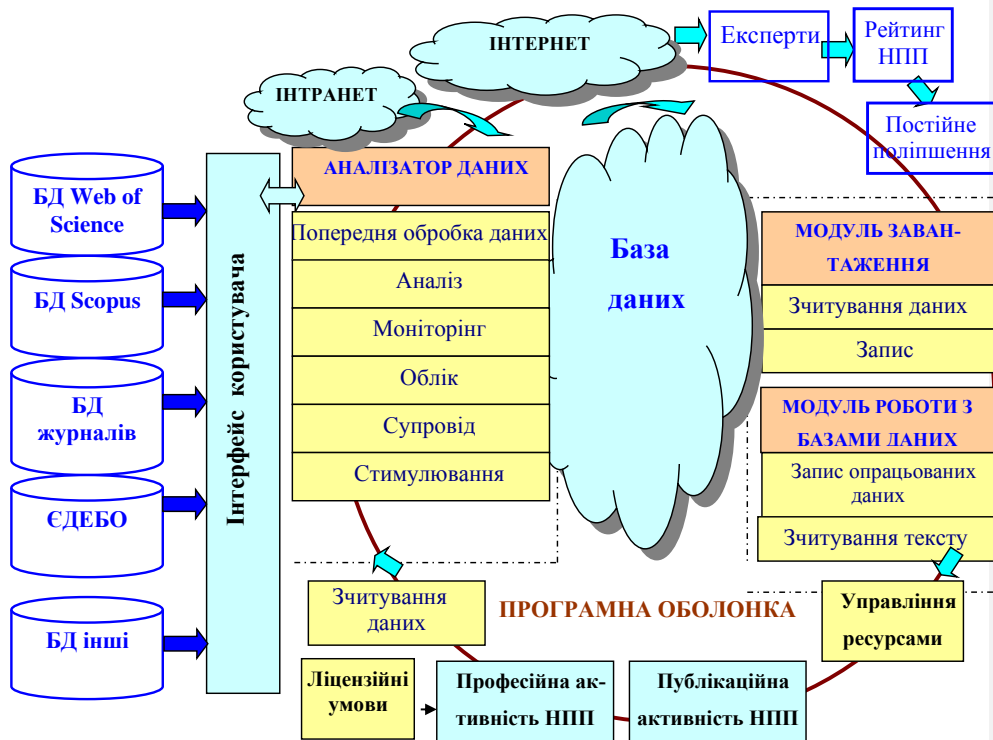 ІНТЕРНЕТ
Експерти
Рейтинг
НПП
ІНТРАНЕТ
Постійне
поліпшення
БД Web of
Science
БД Scopus
БД
журналів
ЄДЕБО
БД інші
Інтерфейс користувача
АНАЛІЗАТОР ДАНИХ
Попередня обробка даних
Аналіз
Моніторінг
Облік
Супровід
Стимулювання
База
даних
МОДУЛЬ ЗАВАН-
ТАЖЕННЯ
Зчитування даних
Запис
МОДУЛЬ РОБОТИ З
БАЗАМИ ДАНИХ
Запис опрацьованих
даних
Зчитування тексту
Зчитування
даних
ПРОГРАМНА ОБОЛОНКА
Управління
ресурсами
Ліцензійні
умови
Професійна ак-
тивність НПП
Публікаційна
активність НПП